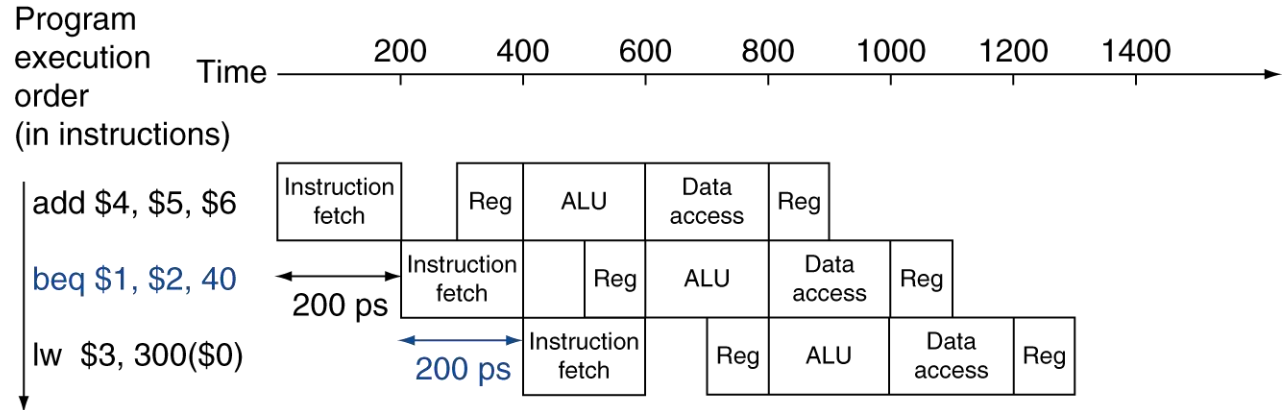 Program
execution
order
(in instructions)
Time
200 400 600 800 1000 1200 1400
add $4, $5, $6
Instruction
fetch
Reg
ALU
Data
access
Reg
beq $1, $2, 40
200 ps
Instruction
fetch
Reg
ALU
Data
access
Reg
lw $3, 300($0)
200 ps
Instruction
fetch
Reg
ALU
Data
access
Reg